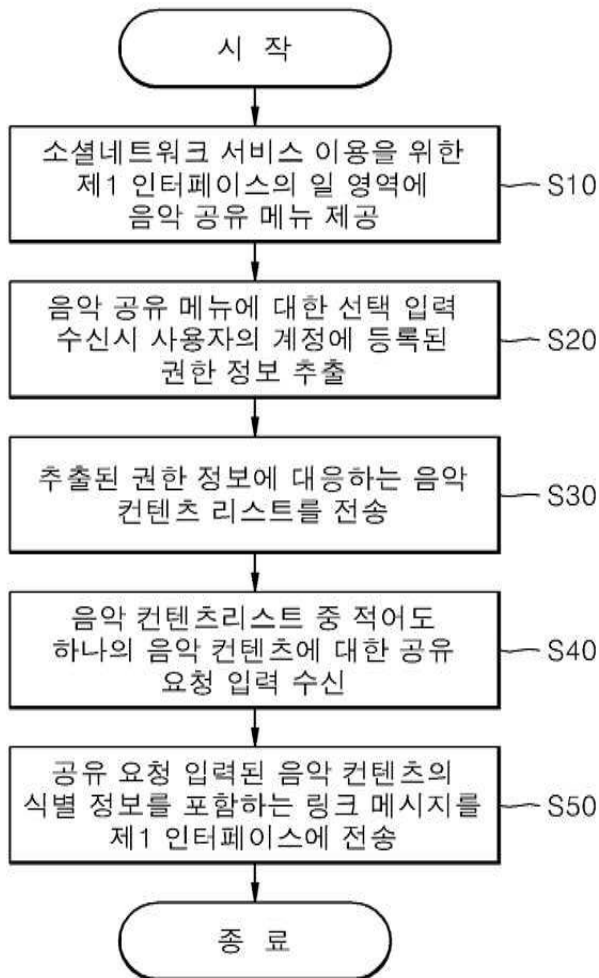 시 작
소셜네트워크 서비스 이용을 위한
제1 인터페이스의 일 영역에
음악 공유 메뉴 제공
S10
음악 공유 메뉴에 대한 선택 입력
수신시 사용자의 계정에 등록된
권한 정보 추출
S20
추출된 권한 정보에 대응하는 음악
컨텐츠 리스트를 전송
S30
음악 컨텐츠리스트 중 적어도
하나의 음악 컨텐츠에 대한 공유
요청 입력 수신
S40
공유 요청 입력된 음악 컨텐츠의
식별 정보를 포함하는 링크 메시지를
제1 인터페이스에 전송
S50
종 료